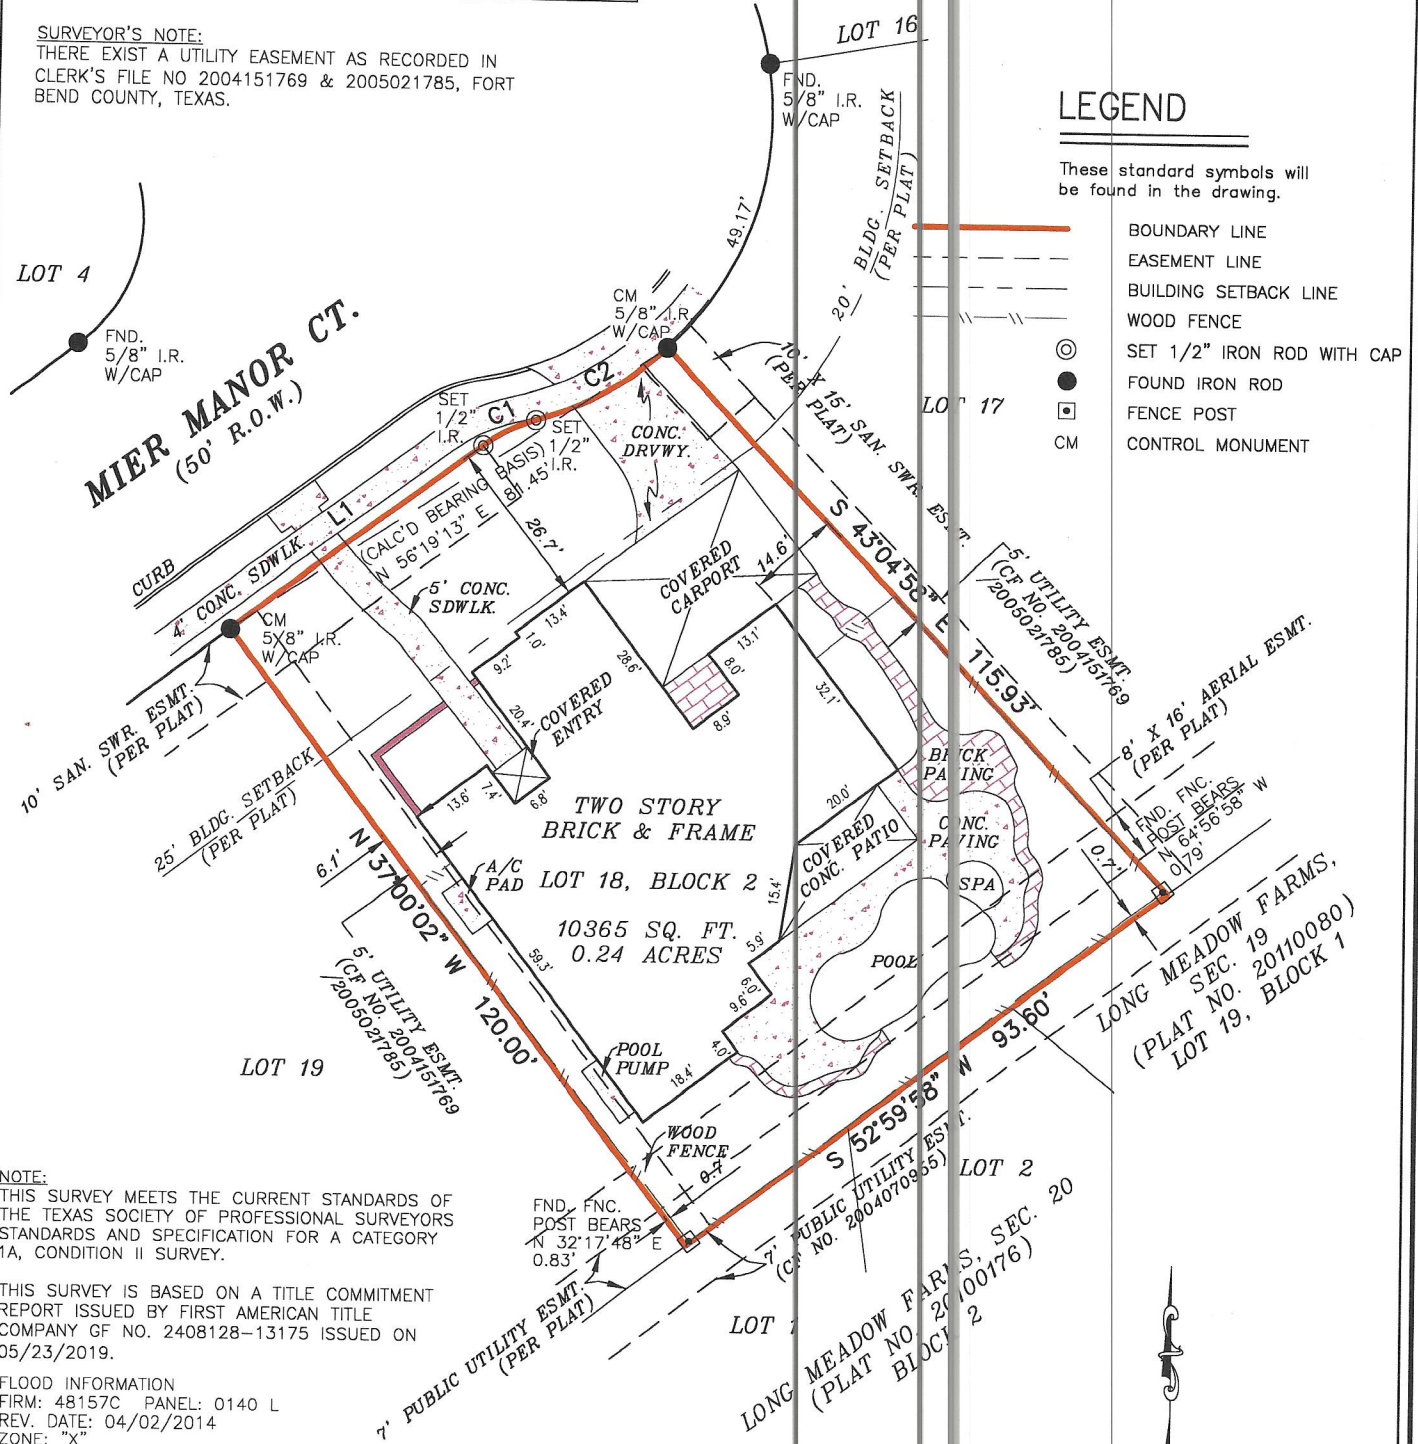 SURVEYOR'S NOTE:
THERE EXIST A UTILITY EASEMENT AS RECORDED IN
CLERK'S FILE NO 2004151769 & 2005021785, FORT
BEND COUNTY, TEXAS.
LOT 16
FND.
5/8" I.R.
W/CAP
LEGEND
These standard symbols will
be found in the drawing.
BOUNDARY LINE
EASEMENT LINE
BUILDING SETBACK LINE
WOOD FENCE
SET 1/2" IRON ROD WITH CAP
FOUND IRON ROD
FENCE POST
CM
CONTROL MONUMENT
20' BLDG. SETBACK
(PER PLAT)
49.17'
LOT 4
FND.
5/8" I.R.
W/CAP
MIER MANOR CT.
(50' R.O.W.)
CM
5/8" I.R.
W/CAP
10' X 15' SAN. SWR. ESMT.
(PER PLAT)
LOT 17
C2
C1
SET
1/2"
I.R.
SET
1/2"
I.R.
CONC.
DRVWY.
L1
(CALC'D BEARING BASIS)
N 56°19'13" E 81.45'
26.7'
CURB
4' CONC. SDWLK.
5' CONC.
SDWLK.
COVERED
CARPORT
14.6'
S 43°04'58" E 115.93'
5' UTILITY ESMT.
(CF NO. 2004151769
/2005021785)
CM
5/8" I.R.
W/CAP
13.4'
1.0'
9.2'
28.6'
13.1'
8.0'
8.9'
32.1'
20.4'
COVERED
ENTRY
8' X 16' AERIAL ESMT.
(PER PLAT)
10' SAN. SWR. ESMT.
(PER PLAT)
25' BLDG. SETBACK
(PER PLAT)
13.6'
7.4'
6.8'
BRICK
PAVING
20.0'
COVERED
CONC. PATIO
CONC.
PAVING
FND. FNC.
POST BEARS
N 64°56'58" W
0.79'
0.7'
TWO STORY
BRICK & FRAME
LOT 18, BLOCK 2
10365 SQ. FT.
0.24 ACRES
A/C
PAD
6.1'
N 37°00'02" W 120.00'
15.4'
SPA
POOL
5.9'
6.0'
9.6'
4.0'
59.3'
18.4'
5' UTILITY ESMT.
(CF NO. 2004151769
/2005021785)
LONG MEADOW FARMS,
SEC. 19
(PLAT NO. 20110080)
LOT 19, BLOCK 1
LOT 19
POOL
PUMP
S 52°59'58" W 93.60'
WOOD
FENCE
0.7'
LOT 2
7' PUBLIC UTILITY ESMT.
(CF NO. 2004070965)
FND. FNC.
POST BEARS
N 32°17'48" E
0.83'
7' PUBLIC UTILITY ESMT.
(PER PLAT)
LOT 1
LONG MEADOW FARMS, SEC. 20
(PLAT NO. 20100176)
BLOCK 2
NOTE:
THIS SURVEY MEETS THE CURRENT STANDARDS OF
THE TEXAS SOCIETY OF PROFESSIONAL SURVEYORS
STANDARDS AND SPECIFICATION FOR A CATEGORY
1A, CONDITION II SURVEY.
THIS SURVEY IS BASED ON A TITLE COMMITMENT
REPORT ISSUED BY FIRST AMERICAN TITLE
COMPANY GF NO. 2408128-13175 ISSUED ON
05/23/2019.
FLOOD INFORMATION
FIRM: 48157C PANEL: 0140 L
REV. DATE: 04/02/2014
ZONE: "X"